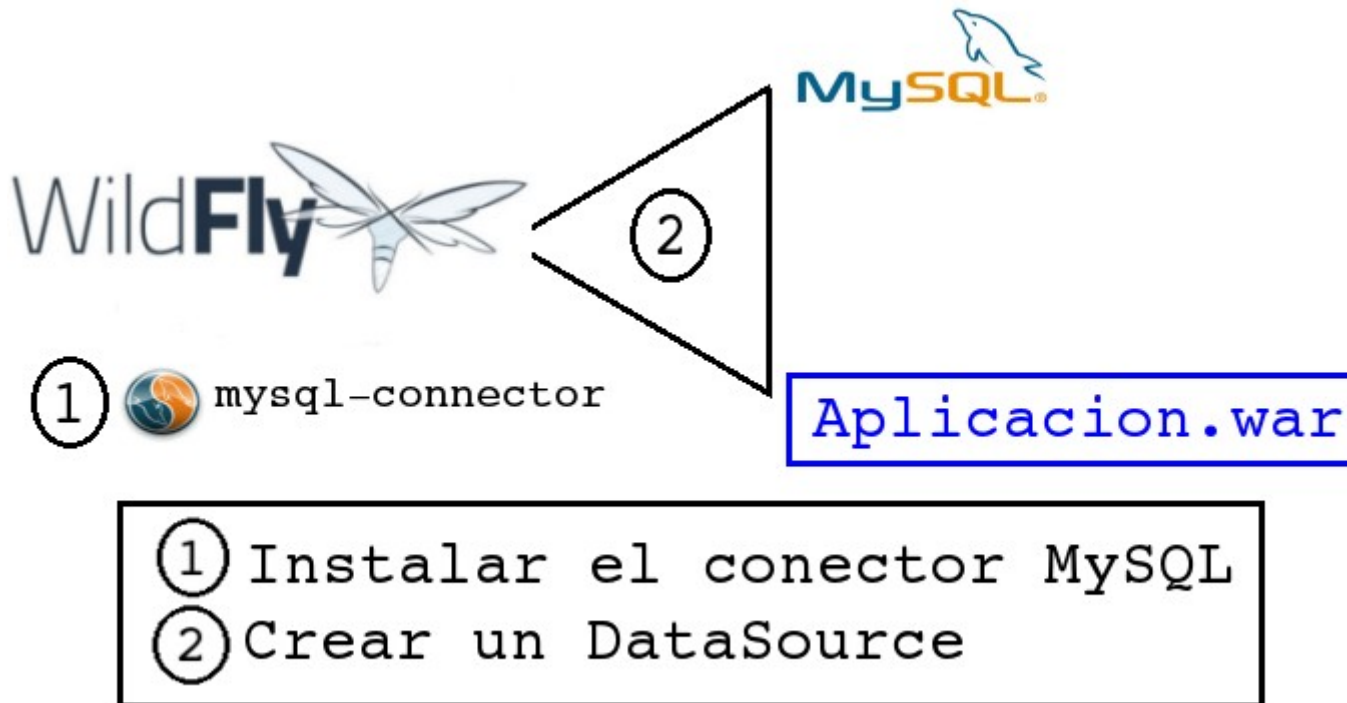 MySQL®
WildFly
2
1 mysql-connector
Aplicacion.war
1 Instalar el conector MySQL
2 Crear un DataSource